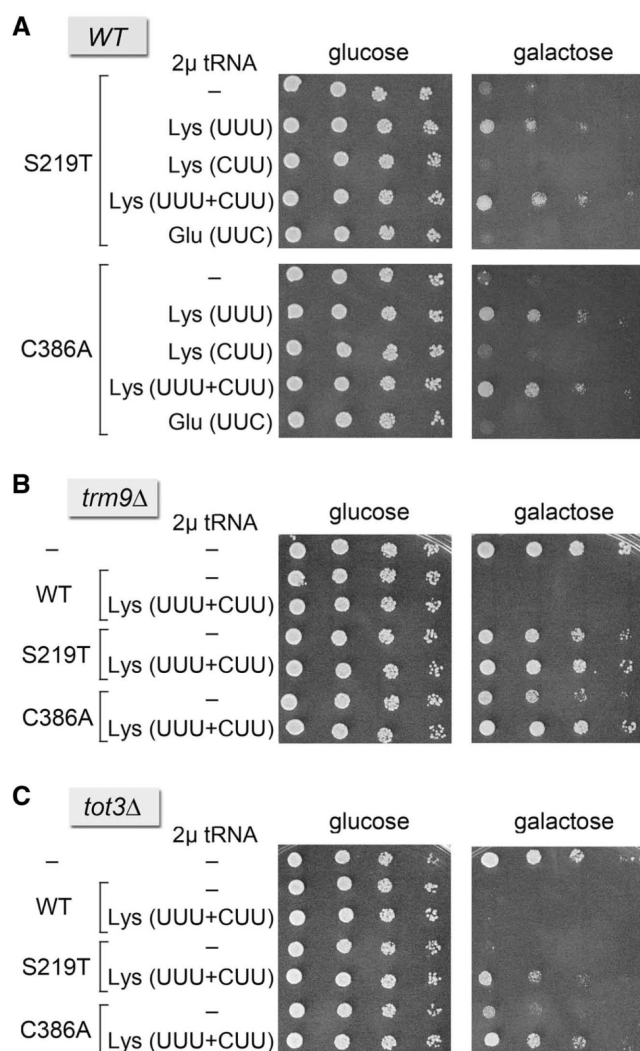 A WT
2µ tRNA glucose galactose
S219T
–
Lys (UUU)
Lys (CUU)
Lys (UUU+CUU)
Glu (UUC)
C386A
–
Lys (UUU)
Lys (CUU)
Lys (UUU+CUU)
Glu (UUC)
B trm9Δ
2µ tRNA glucose galactose
– –
WT
–
Lys (UUU+CUU)
S219T
–
Lys (UUU+CUU)
C386A
–
Lys (UUU+CUU)
C tot3Δ
2µ tRNA glucose galactose
– –
WT
–
Lys (UUU+CUU)
S219T
–
Lys (UUU+CUU)
C386A
–
Lys (UUU+CUU)